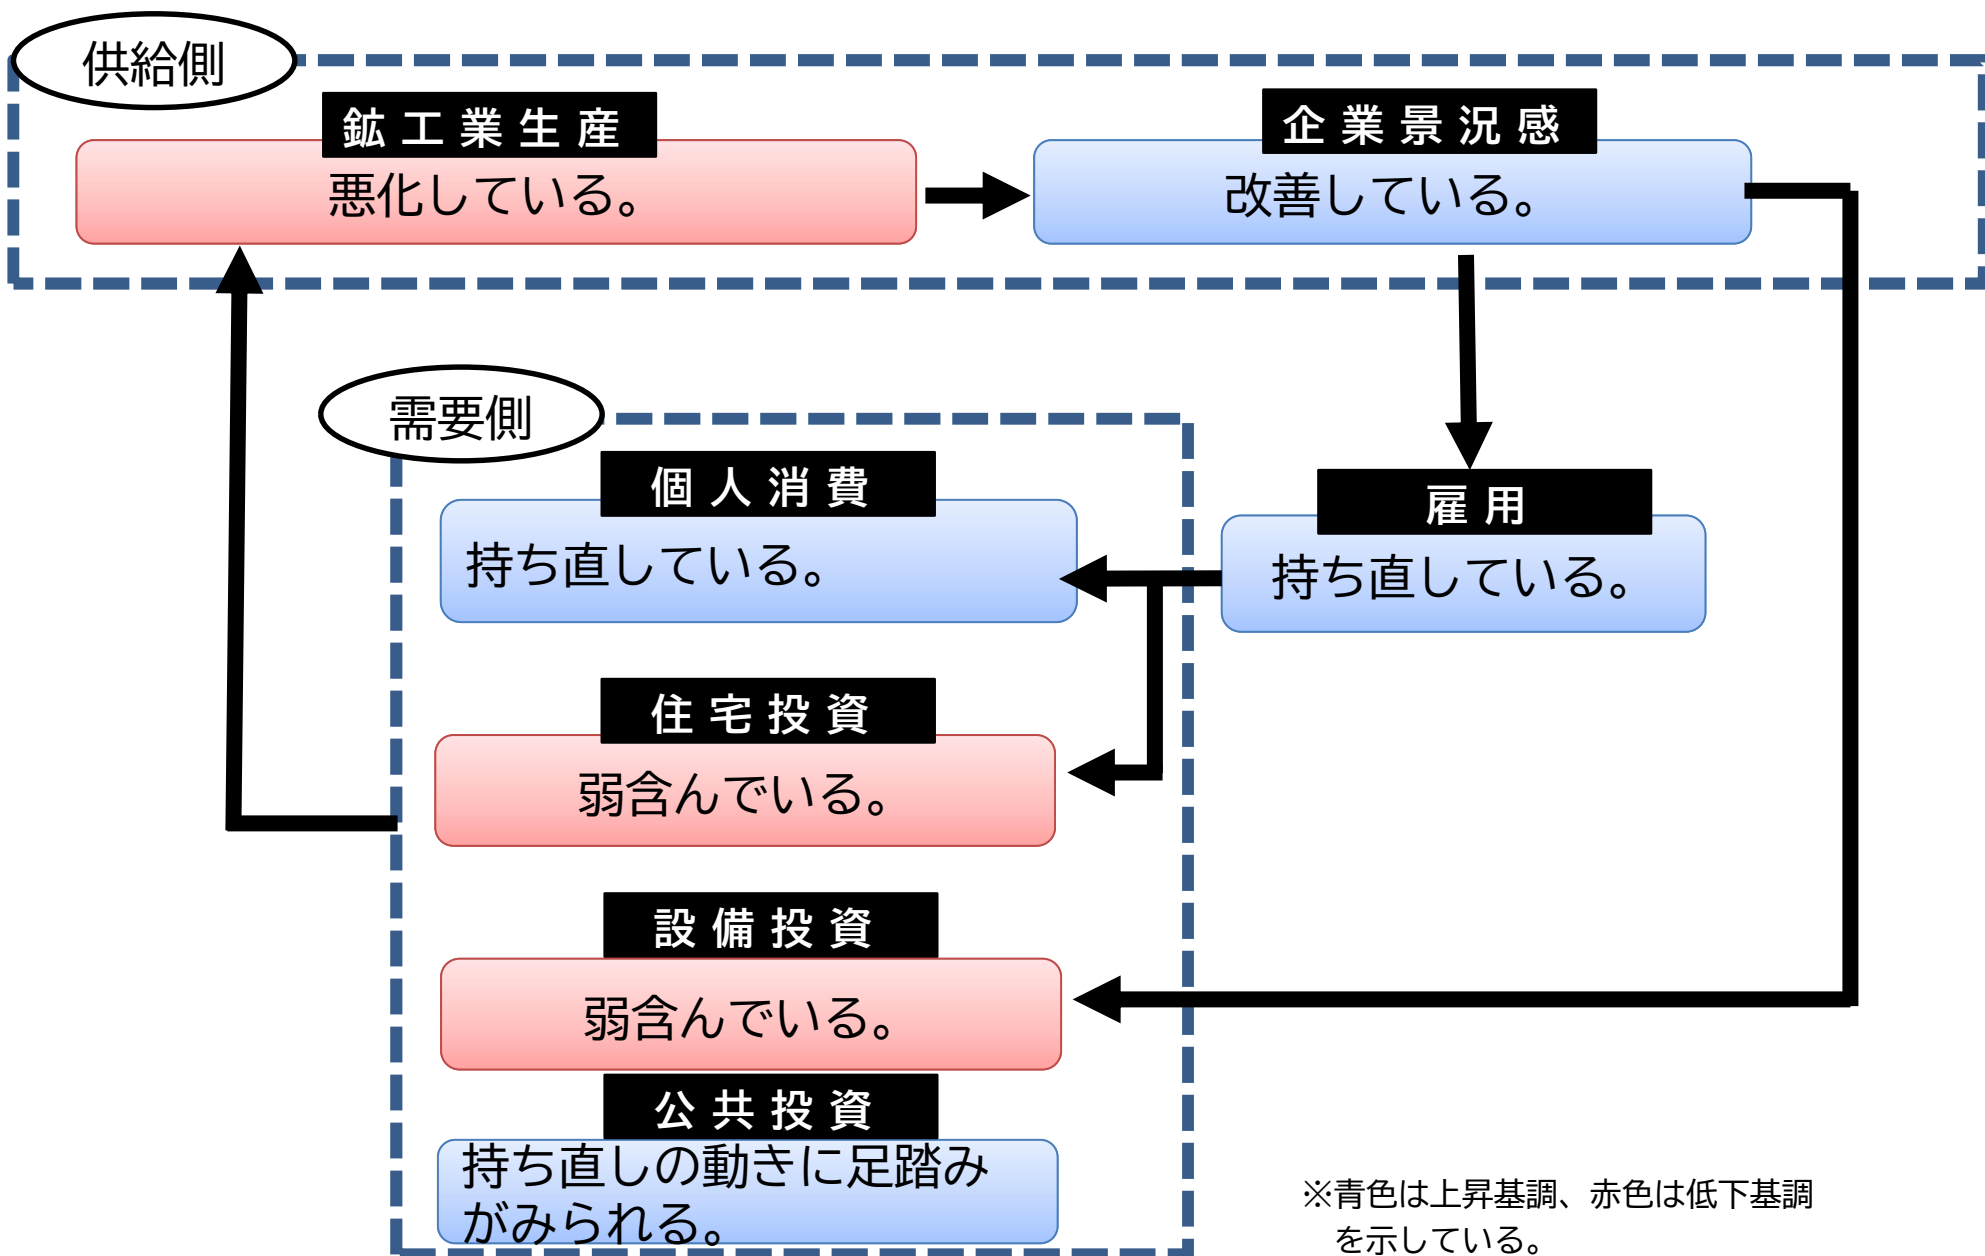 供給側
鉱工業生産
悪化している。
企業景況感
改善している。
需要側
個人消費
持ち直している。
雇用
持ち直している。
住宅投資
弱含んでいる。
設備投資
弱含んでいる。
公共投資
持ち直しの動きに足踏み
がみられる。
※青色は上昇基調、赤色は低下基調
を示している。